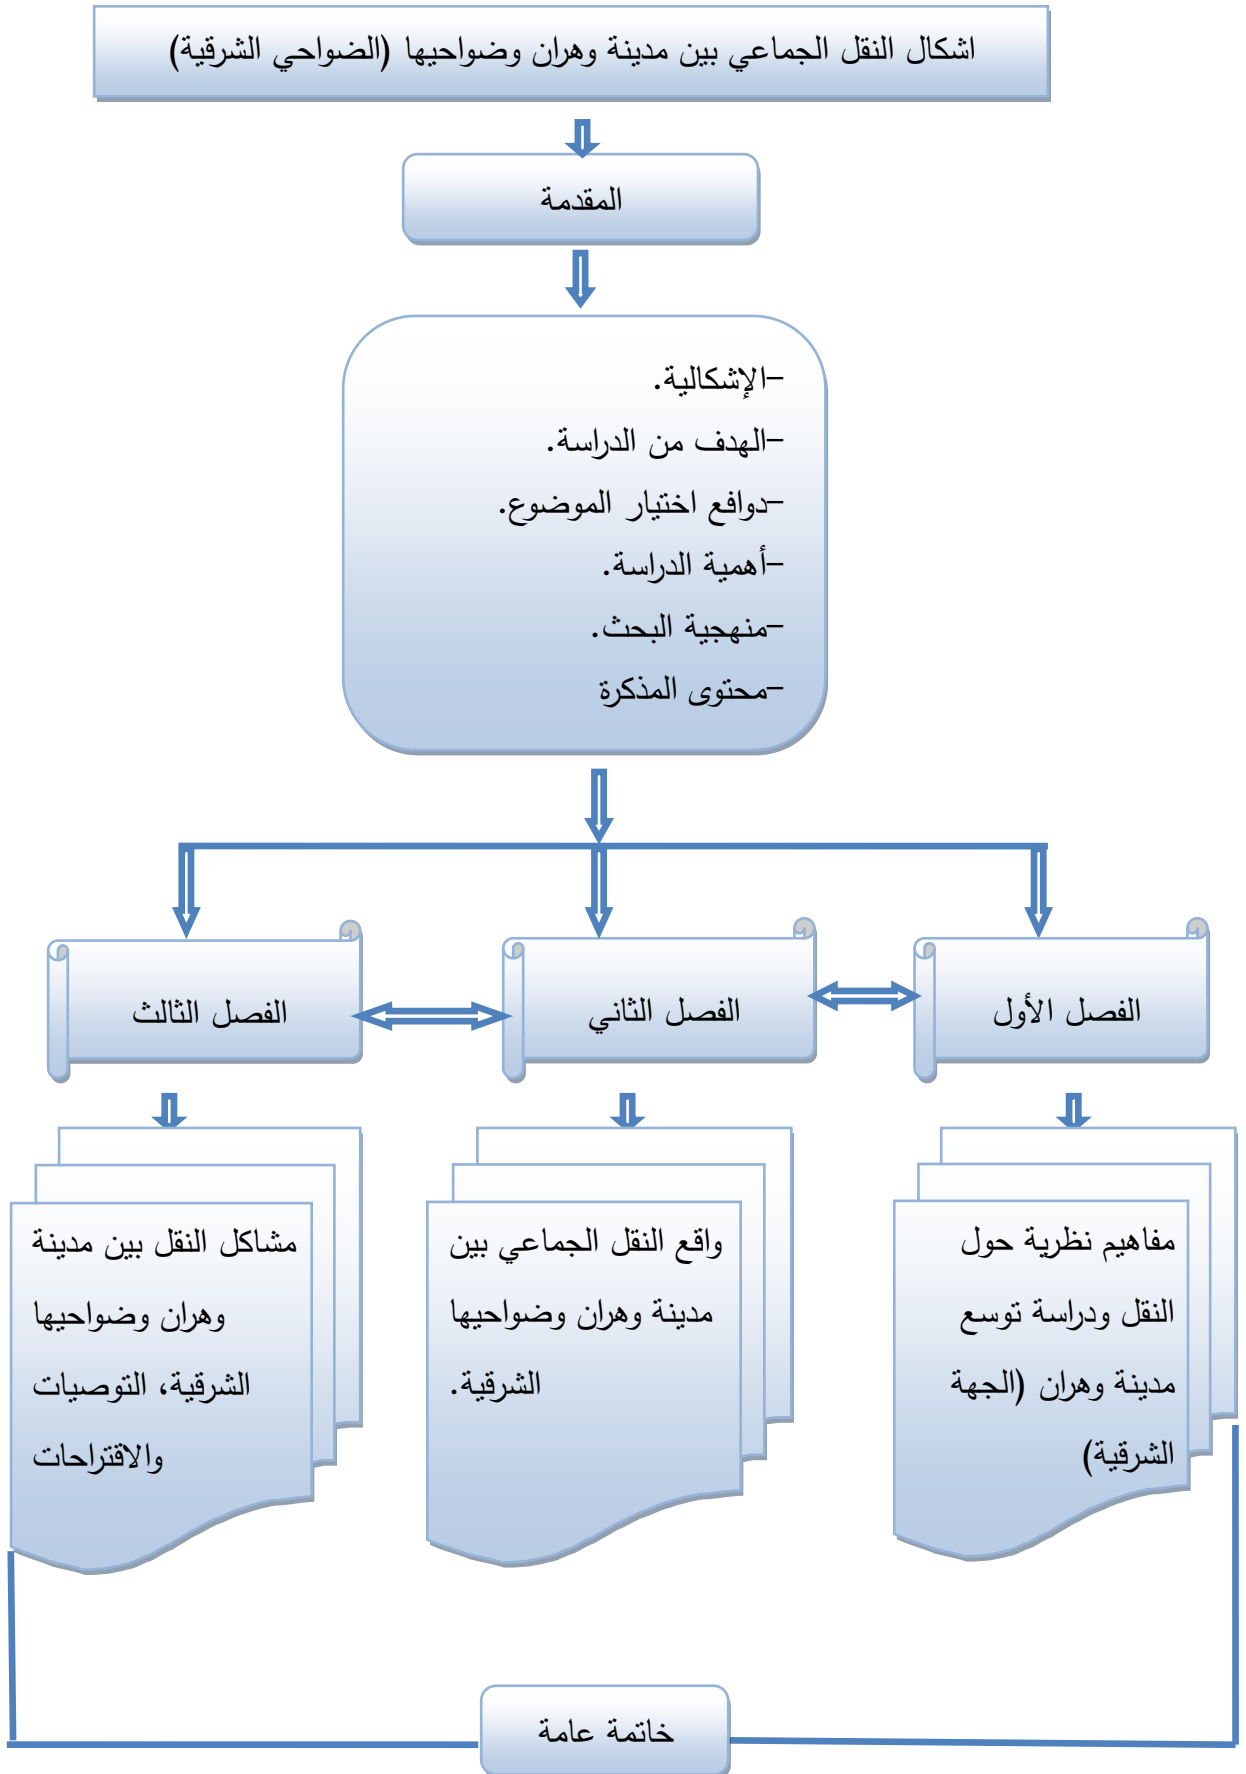 اشكال النقل الجماعي بين مدينة وهران وضواحيها (الضواحي الشرقية)
المقدمة
-الإشكالية.
-الهدف من الدراسة.
-دوافع اختيار الموضوع.
-أهمية الدراسة.
-منهجية البحث.
-محتوى المذكرة
الفصل الأول
الفصل الثاني
الفصل الثالث
مفاهيم نظرية حول
النقل ودراسة توسع
مدينة وهران (الجهة
الشرقية)
واقع النقل الجماعي بين
مدينة وهران وضواحيها
الشرقية.
مشاكل النقل بين مدينة
وهران وضواحيها
الشرقية، التوصيات
والاقتراحات
خاتمة عامة